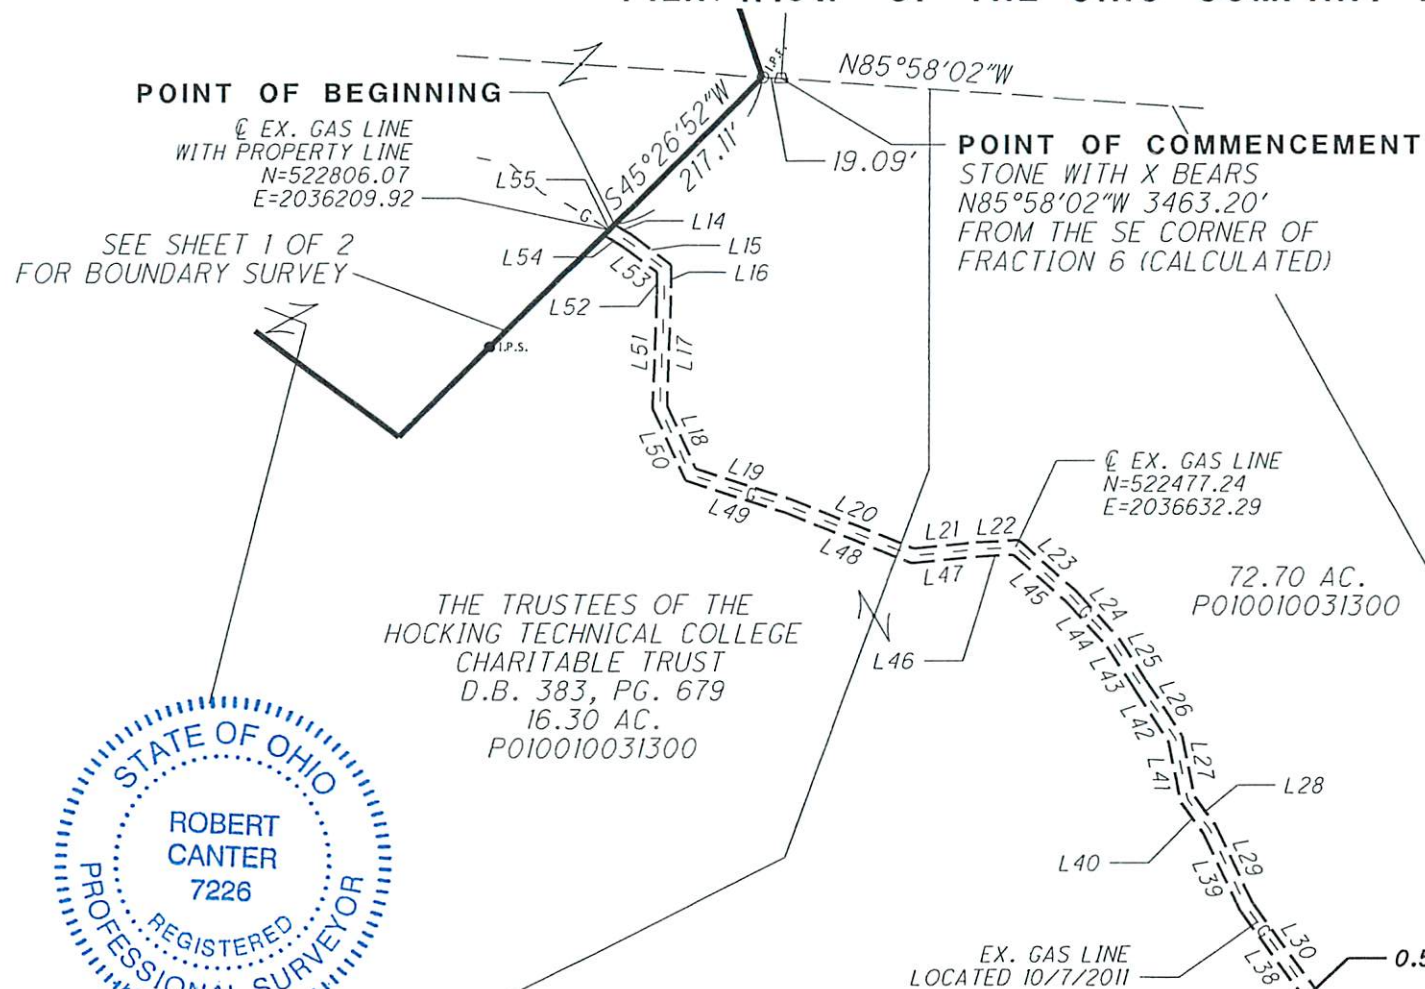 N85°58'02"W
I.P.F.
POINT OF BEGINNING
℄ EX. GAS LINE
WITH PROPERTY LINE
N=522806.07
E=2036209.92
S45°26'52"W
217.11'
19.09'
POINT OF COMMENCEMENT
STONE WITH X BEARS
N85°58'02"W 3463.20'
FROM THE SE CORNER OF
FRACTION 6 (CALCULATED)
SEE SHEET 1 OF 2
FOR BOUNDARY SURVEY
I.P.S.
L55
G
L14
L15
L16
L54
L53
L52
L51
L17
L18
L50
L19
G
L49
L20
L48
L21
L22
L47
L46
℄ EX. GAS LINE
N=522477.24
E=2036632.29
L23
L45
G
L24
L44
L25
L43
L26
L42
L27
L41
L28
L40
L29
L39
G
L30
L38
72.70 AC.
P010010031300
THE TRUSTEES OF THE
HOCKING TECHNICAL COLLEGE
CHARITABLE TRUST
D.B. 383, PG. 679
16.30 AC.
P010010031300
EX. GAS LINE
LOCATED 10/7/2011
0.5
STATE OF OHIO
ROBERT
CANTER
7226
REGISTERED
PROFESSIONAL SURVEYOR